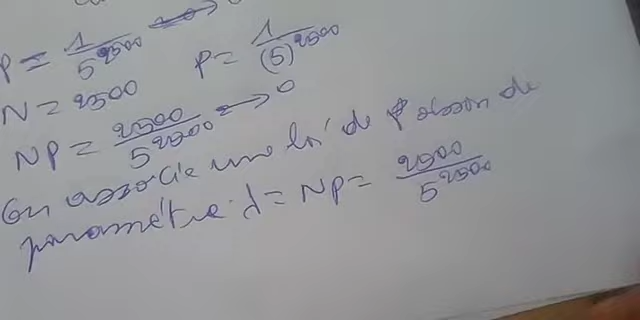 P = 1/5^2500 → 0
N = 2500 P = 1/(5)^2500
NP = 2500/5^2500 → 0
On associe une loi de Poisson de
paramètre λ = NP = 2500/5^2500